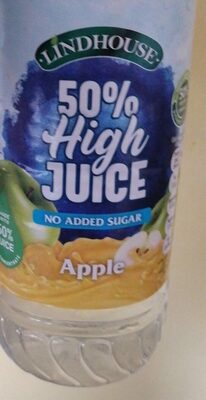 LINDHOUSE
50%
High
JUICE
NO ADDED SUGAR
50%
JUICE
Apple